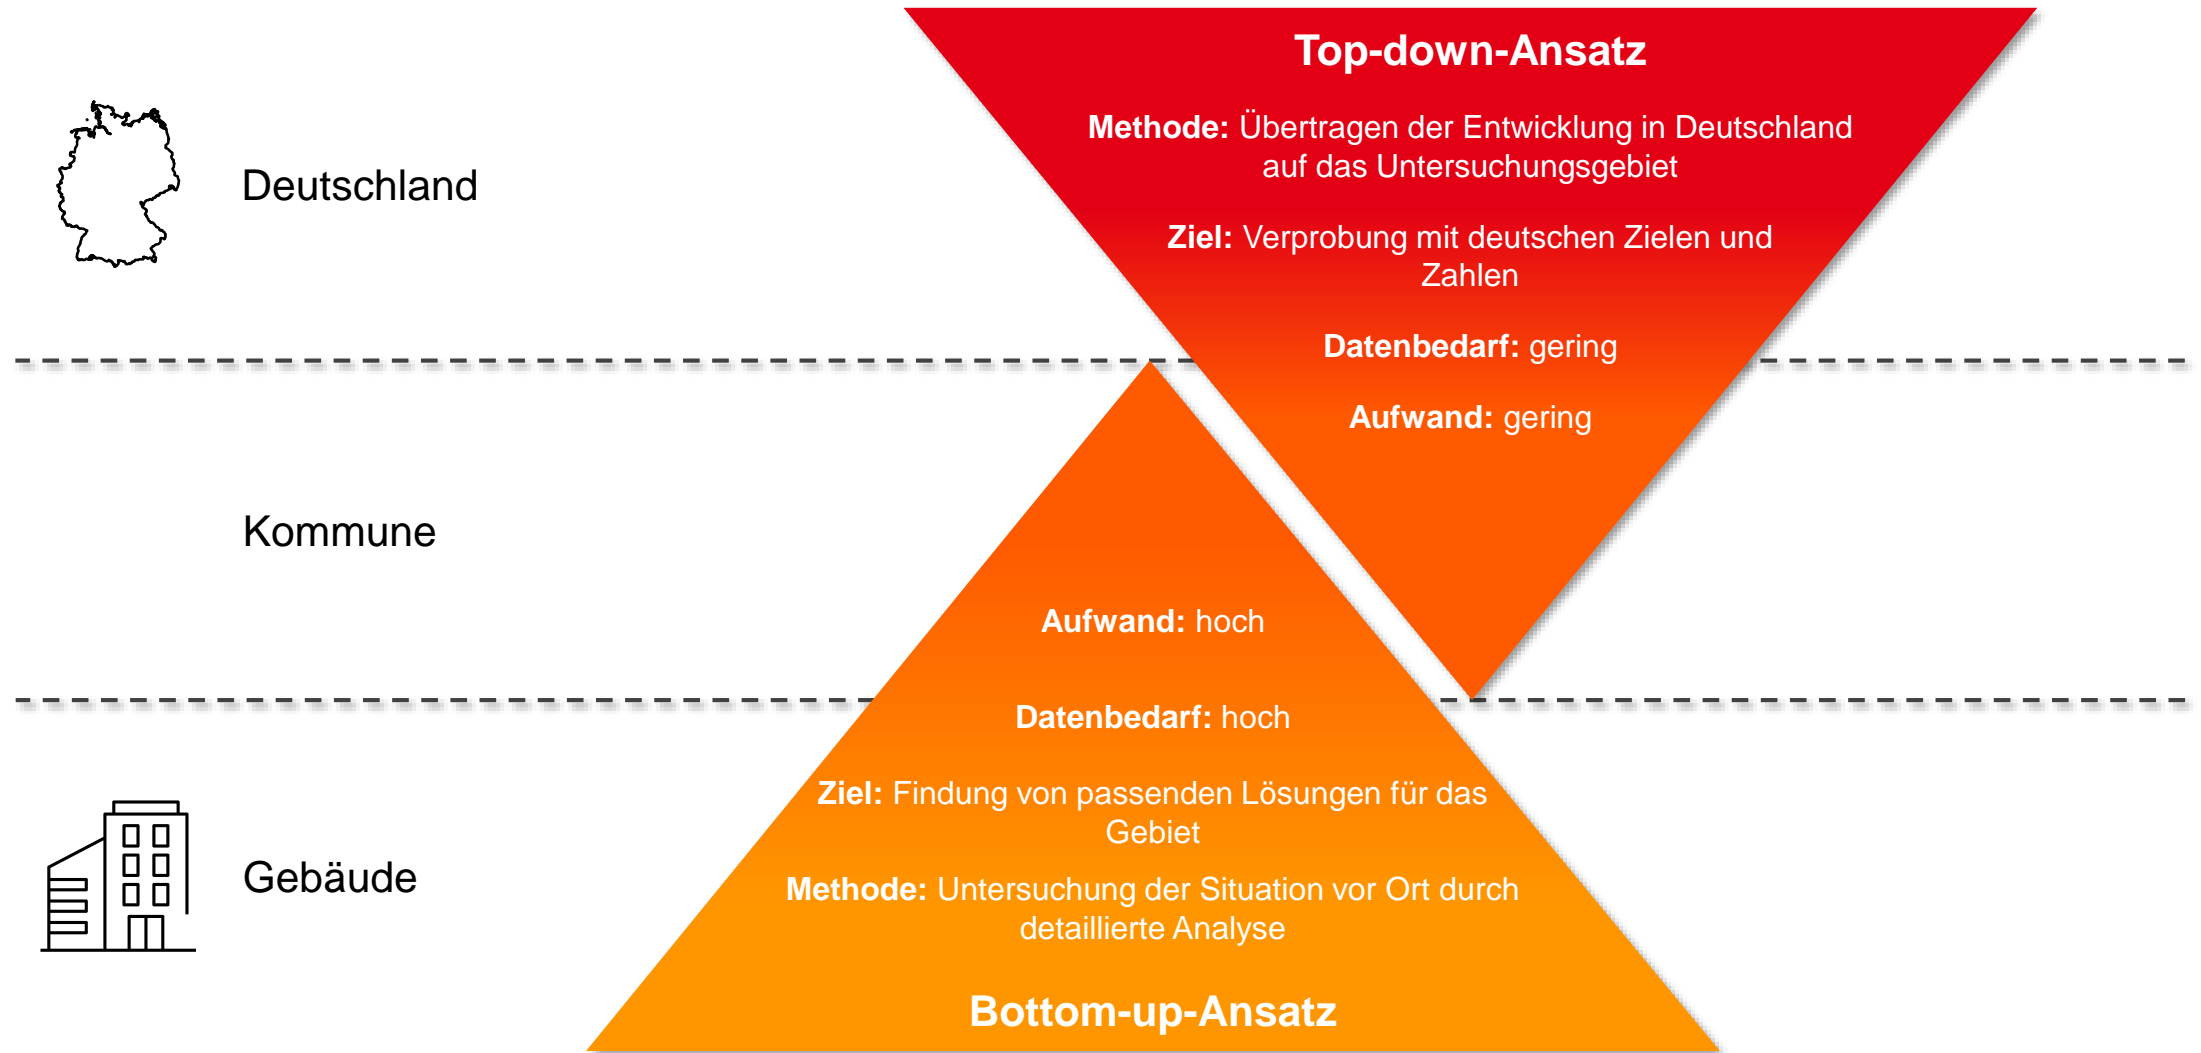 Top-down-Ansatz
Methode: Übertragen der Entwicklung in Deutschland
auf das Untersuchungsgebiet
Deutschland
Ziel: Verprobung mit deutschen Zielen und
Zahlen
Datenbedarf: gering
Aufwand: gering
Kommune
Aufwand: hoch
Datenbedarf: hoch
Ziel: Findung von passenden Lösungen für das
Gebiet
Gebäude
Methode: Untersuchung der Situation vor Ort durch
detaillierte Analyse
Bottom-up-Ansatz